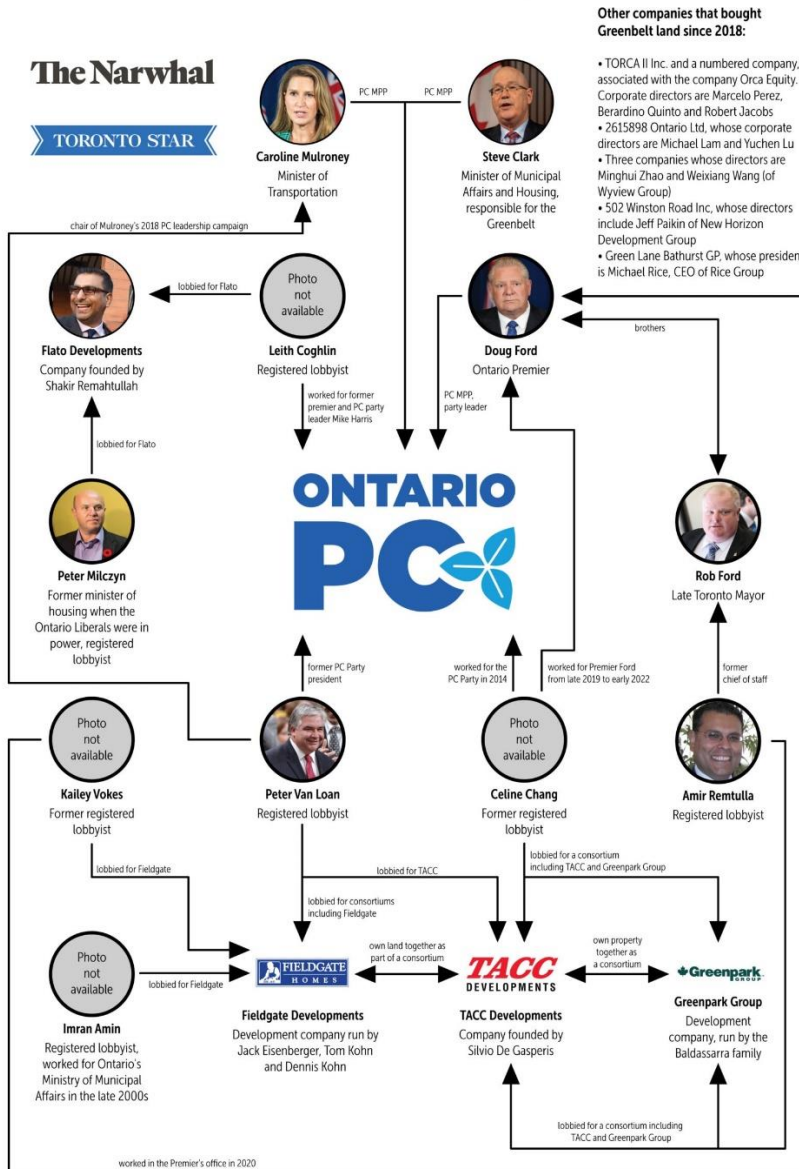 The Narwhal
TORONTO STAR
Other companies that bought
Greenbelt land since 2018:
• TORCA II Inc. and a numbered company,
associated with the company Orca Equity.
Corporate directors are Marcelo Perez,
Berardino Quinto and Robert Jacobs
• 2615898 Ontario Ltd, whose corporate
directors are Michael Lam and Yuchen Lu
• Three companies whose directors are
Minghui Zhao and Weixiang Wang (of
Wyview Group)
• 502 Winston Road Inc, whose directors
include Jeff Paikin of New Horizon
Development Group
• Green Lane Bathurst GP, whose president
is Michael Rice, CEO of Rice Group
PC MPP
PC MPP
Caroline Mulroney
Minister of
Transportation
Steve Clark
Minister of Municipal
Affairs and Housing,
responsible for the
Greenbelt
chair of Mulroney's 2018 PC leadership campaign
lobbied for Flato
Photo
not
available
brothers
Flato Developments
Company founded by
Shakir Remahtullah
Leith Coghlin
Registered lobbyist
Doug Ford
Ontario Premier
worked for former
premier and PC party
leader Mike Harris
PC MPP,
party leader
lobbied for Flato
ONTARIO
PC
Peter Milczyn
Former minister of
housing when the
Ontario Liberals were in
power, registered
lobbyist
Rob Ford
Late Toronto Mayor
former PC Party
president
worked for the
PC Party in 2014
worked for Premier Ford
from late 2019 to early 2022
former
chief of staff
Photo
not
available
Photo
not
available
Kailey Vokes
Former registered
lobbyist
Peter Van Loan
Registered lobbyist
Celine Chang
Former registered
lobbyist
Amir Remtulla
Registered lobbyist
lobbied for Fieldgate
lobbied for TACC
lobbied for a consortium
including TACC and Greenpark Group
lobbied for consortiums
including Fieldgate
Photo
not
available
lobbied for Fieldgate
FIELDGATE
HOMES
own land together as
part of a consortium
TACC
DEVELOPMENTS
own property
together as
a consortium
Greenpark
GROUP
Imran Amin
Registered lobbyist,
worked for Ontario's
Ministry of Municipal
Affairs in the late 2000s
Fieldgate Developments
Development company run by
Jack Eisenberger, Tom Kohn
and Dennis Kohn
TACC Developments
Company founded by
Silvio De Gasperis
Greenpark Group
Development
company, run by the
Baldassarra family
lobbied for a consortium including
TACC and Greenpark Group
worked in the Premier's office in 2020